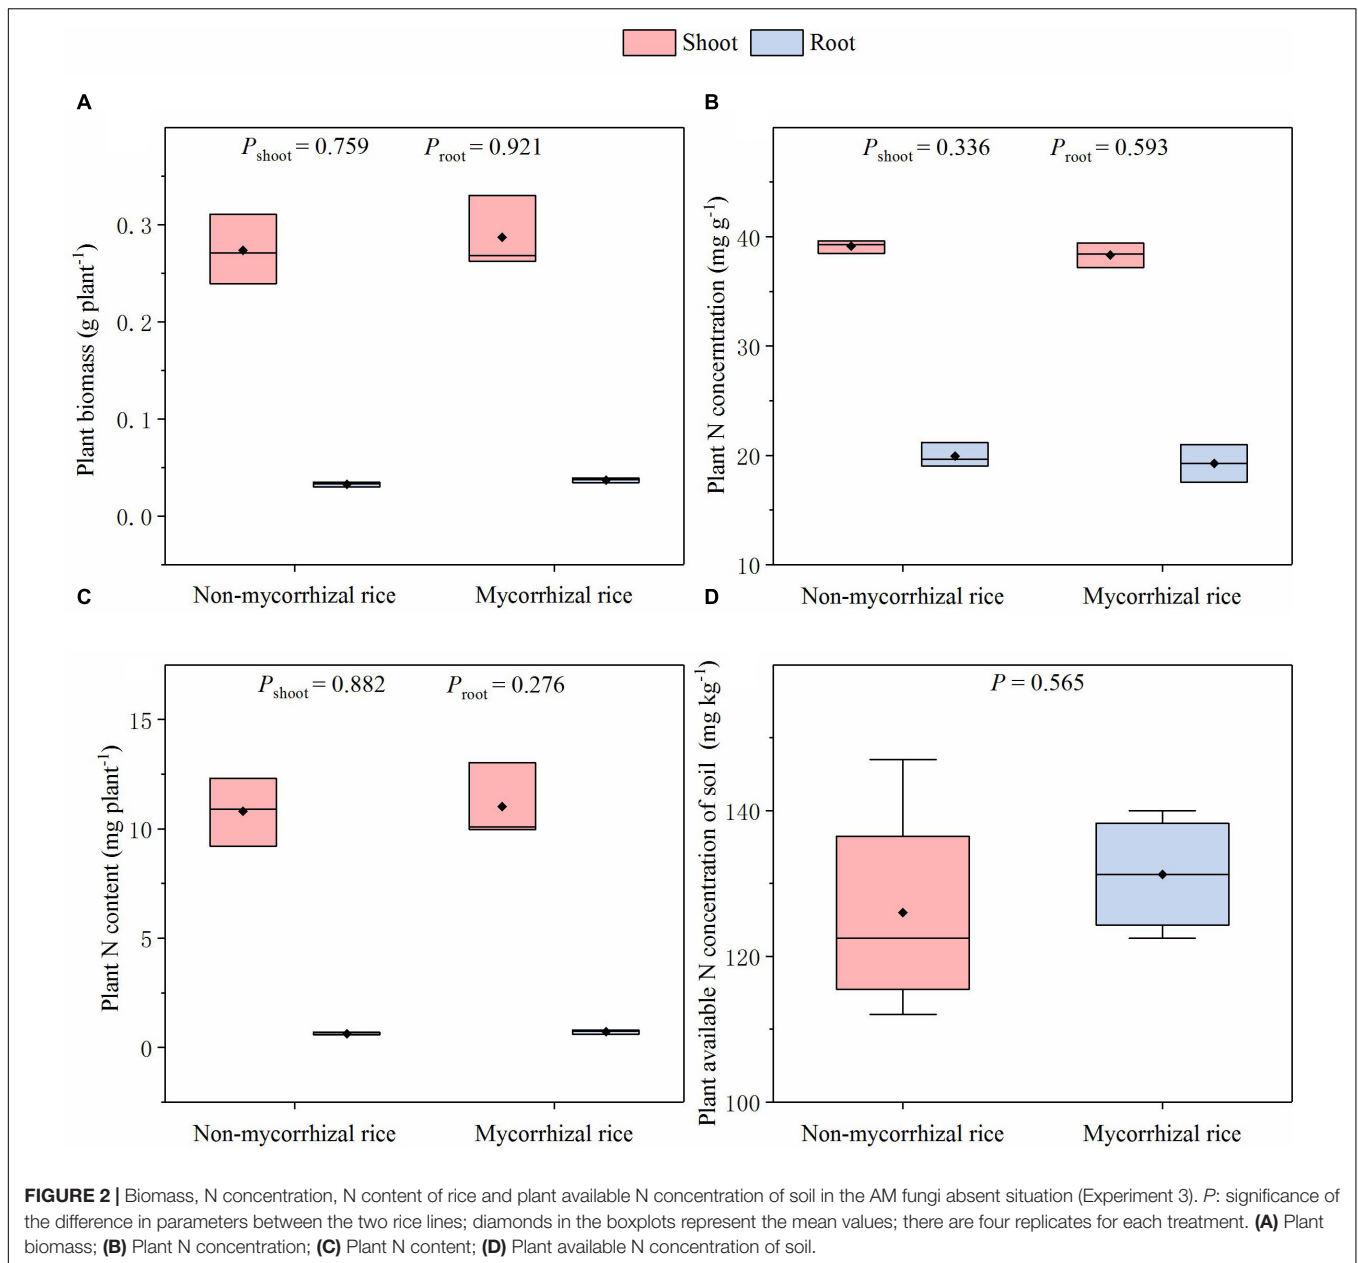 Shoot Root
A
P shoot = 0.759 P root = 0.921
Plant biomass (g plant-1)
0.3
0.2
0.1
0.0
Non-mycorrhizal rice Mycorrhizal rice
B
P shoot = 0.336 P root = 0.593
Plant N concerntration (mg g-1)
40
30
20
10
Non-mycorrhizal rice Mycorrhizal rice
C
P shoot = 0.882 P root = 0.276
Plant N content (mg plant-1)
15
10
5
0
Non-mycorrhizal rice Mycorrhizal rice
D
P = 0.565
Plant available N concentration of soil (mg kg-1)
140
120
100
Non-mycorrhizal rice Mycorrhizal rice
FIGURE 2 | Biomass, N concentration, N content of rice and plant available N concentration of soil in the AM fungi absent situation (Experiment 3). P: significance of
the difference in parameters between the two rice lines; diamonds in the boxplots represent the mean values; there are four replicates for each treatment. (A) Plant
biomass; (B) Plant N concentration; (C) Plant N content; (D) Plant available N concentration of soil.